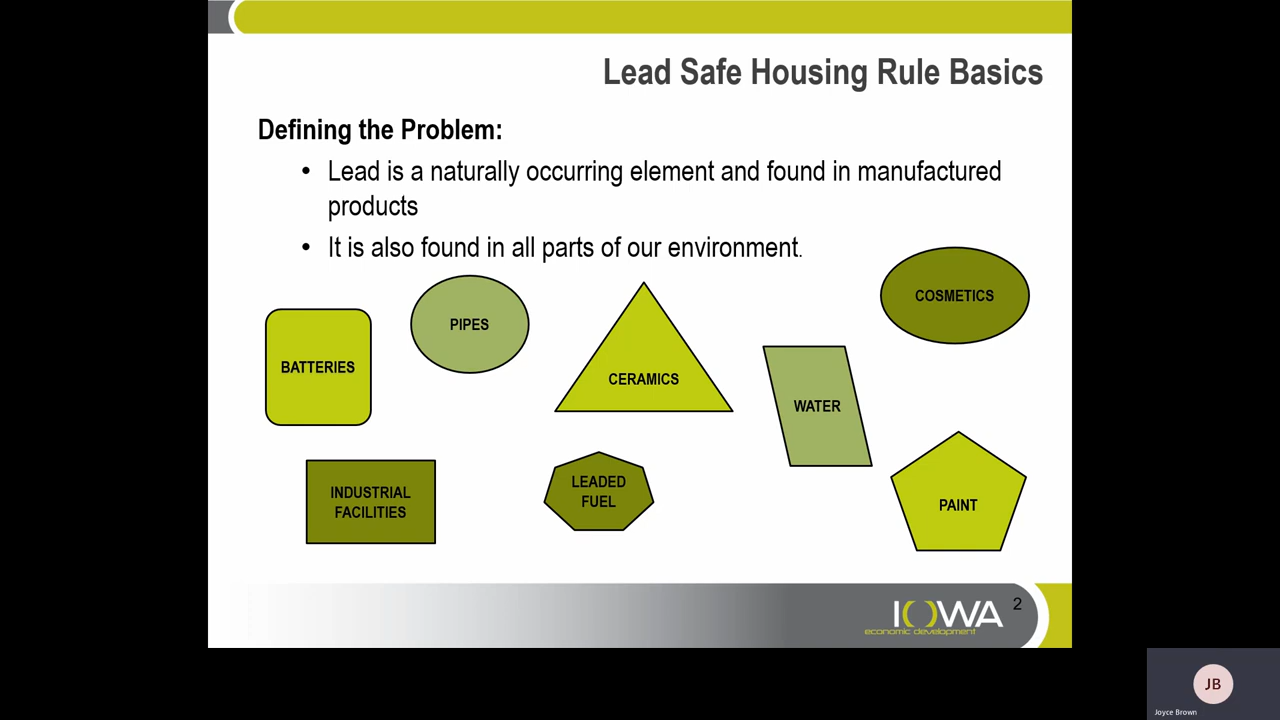 Lead Safe Housing Rule Basics
Defining the Problem:
• Lead is a naturally occurring element and found in manufactured
products
• It is also found in all parts of our environment.
COSMETICS
PIPES
BATTERIES
CERAMICS
WATER
INDUSTRIAL
FACILITIES
LEADED
FUEL
PAINT
2
IOWA
economic development
JB
Joyce Brown